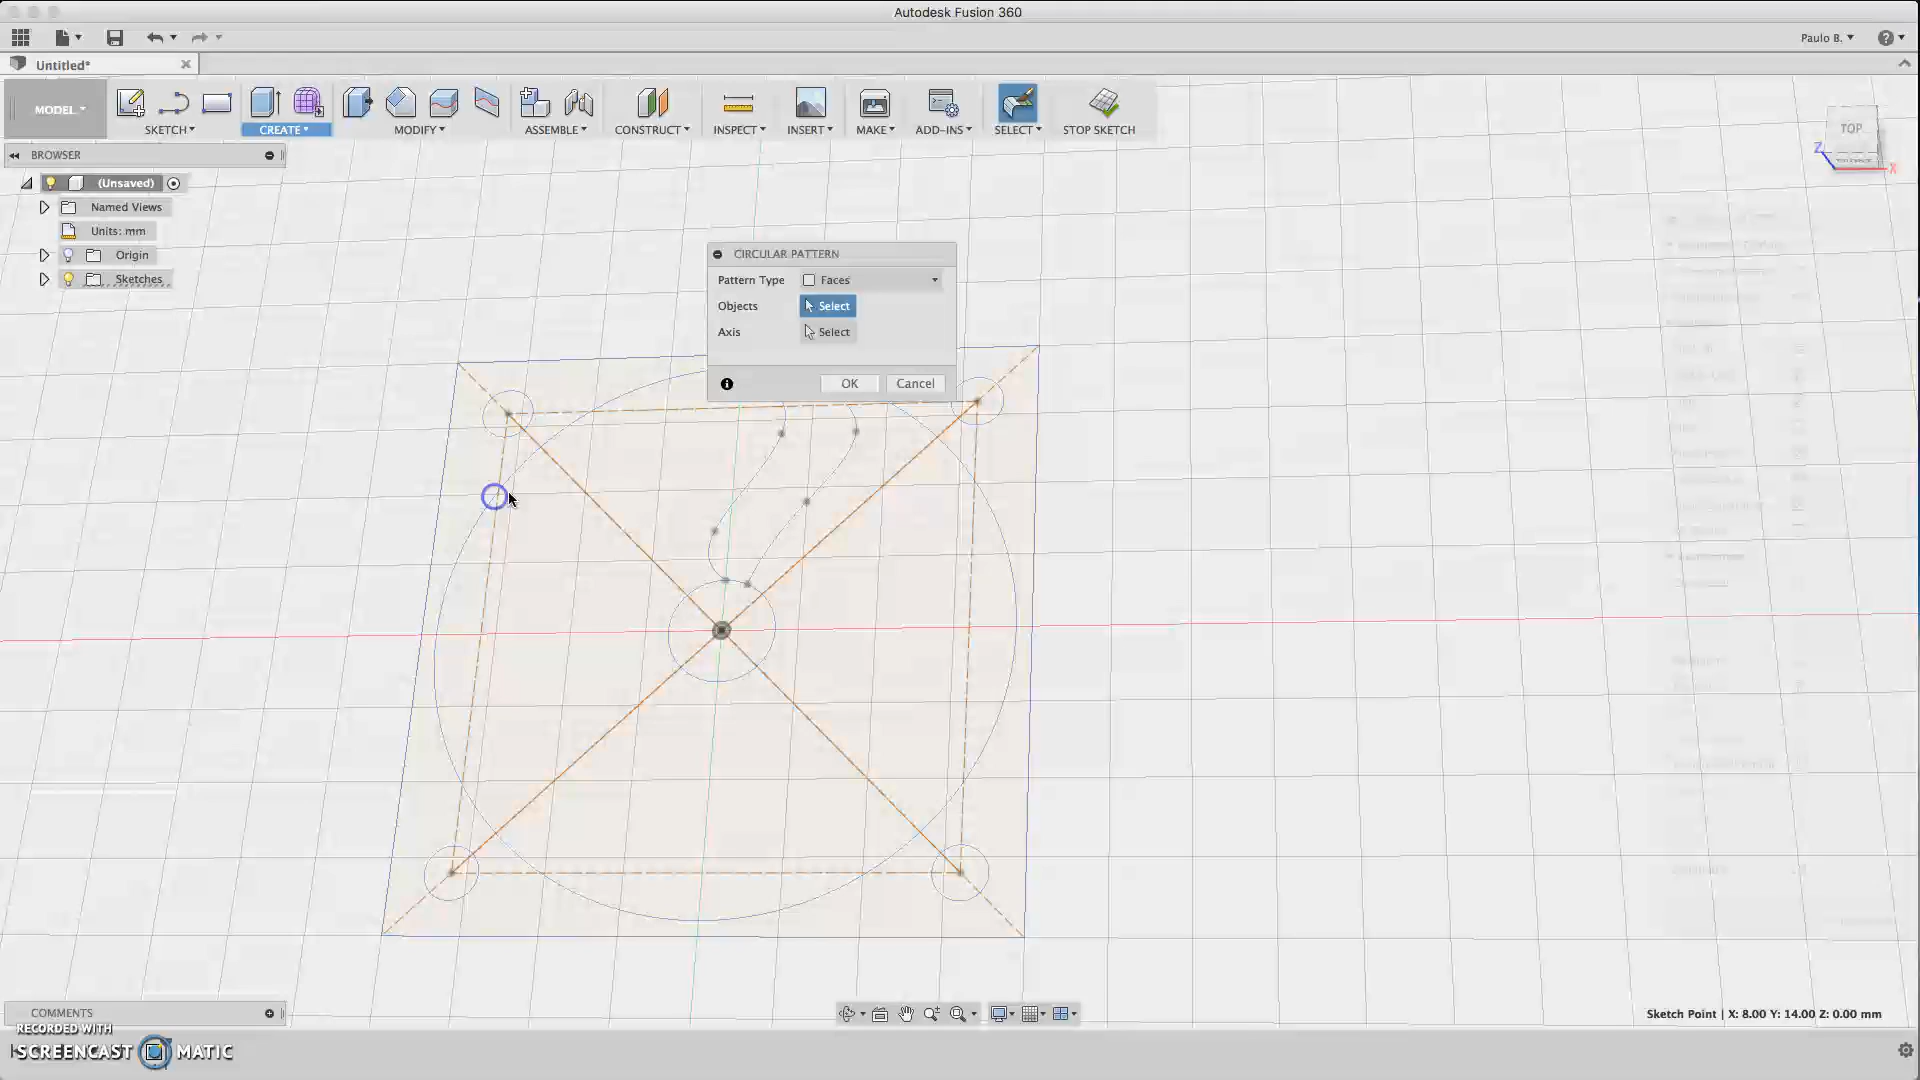 Autodesk Fusion 360
Paulo B.
Untitled*
MODEL
SKETCH
CREATE
MODIFY
ASSEMBLE
CONSTRUCT
INSPECT
INSERT
MAKE
ADD-INS
SELECT
STOP SKETCH
BROWSER
TOP
Z
X
(Unsaved)
Named Views
Units: mm
Origin
Sketches
CIRCULAR PATTERN
Pattern Type Faces
Objects Select
Axis Select
OK Cancel
COMMENTS
Sketch Point | X: 8.00 Y: 14.00 Z: 0.00 mm
RECORDED WITH
SCREENCAST MATIC